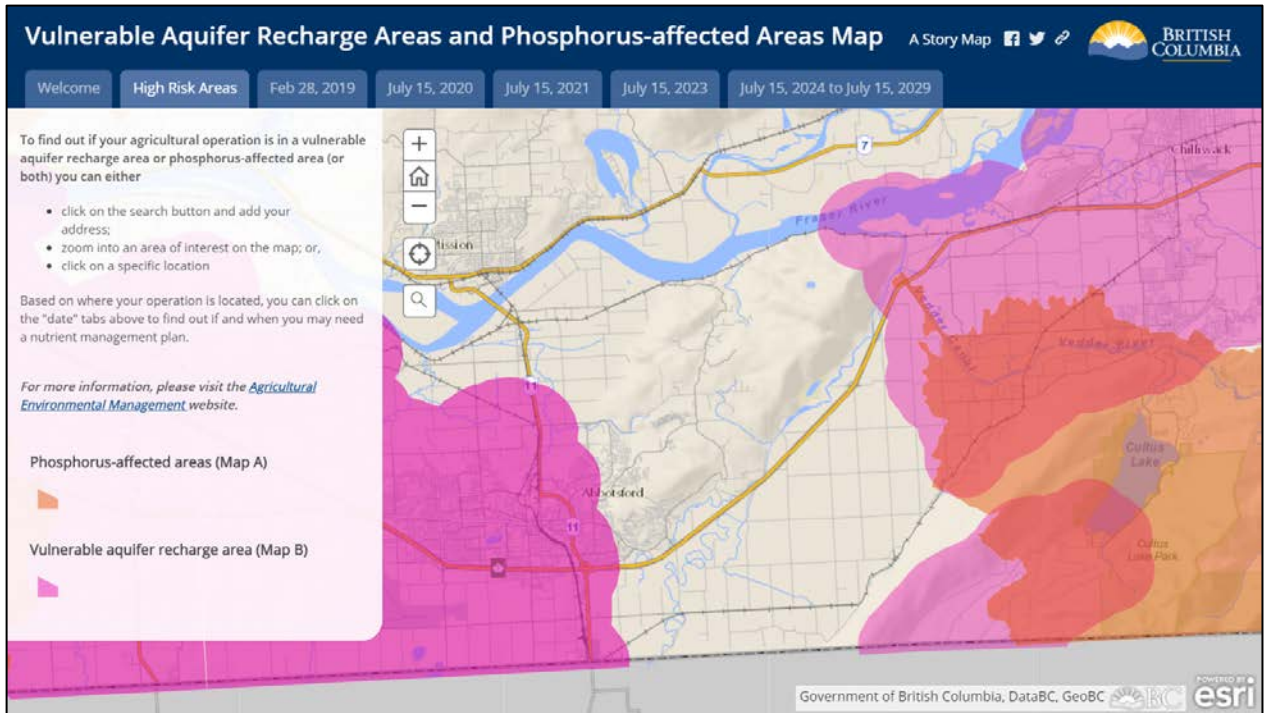 Vulnerable Aquifer Recharge Areas and Phosphorus-affected Areas Map
A Story Map
BRITISH
COLUMBIA
Welcome
High Risk Areas
Feb 28, 2019
July 15, 2020
July 15, 2021
July 15, 2023
July 15, 2024 to July 15, 2029
To find out if your agricultural operation is in a vulnerable
aquifer recharge area or phosphorus-affected area (or
both) you can either
• click on the search button and add your
address;
• zoom into an area of interest on the map; or,
• click on a specific location
Based on where your operation is located, you can click on
the "date" tabs above to find out if and when you may need
a nutrient management plan.
For more information, please visit the Agricultural
Environmental Management website.
Phosphorus-affected areas (Map A)
Vulnerable aquifer recharge area (Map B)
+
−
7
Chilliwack
Fraser River
Vedder Canal
Vedder River
11
Abbotsford
11
Cultus
Lake
Cultus
Lake Park
Government of British Columbia, DataBC, GeoBC
BC
POWERED BY
esri